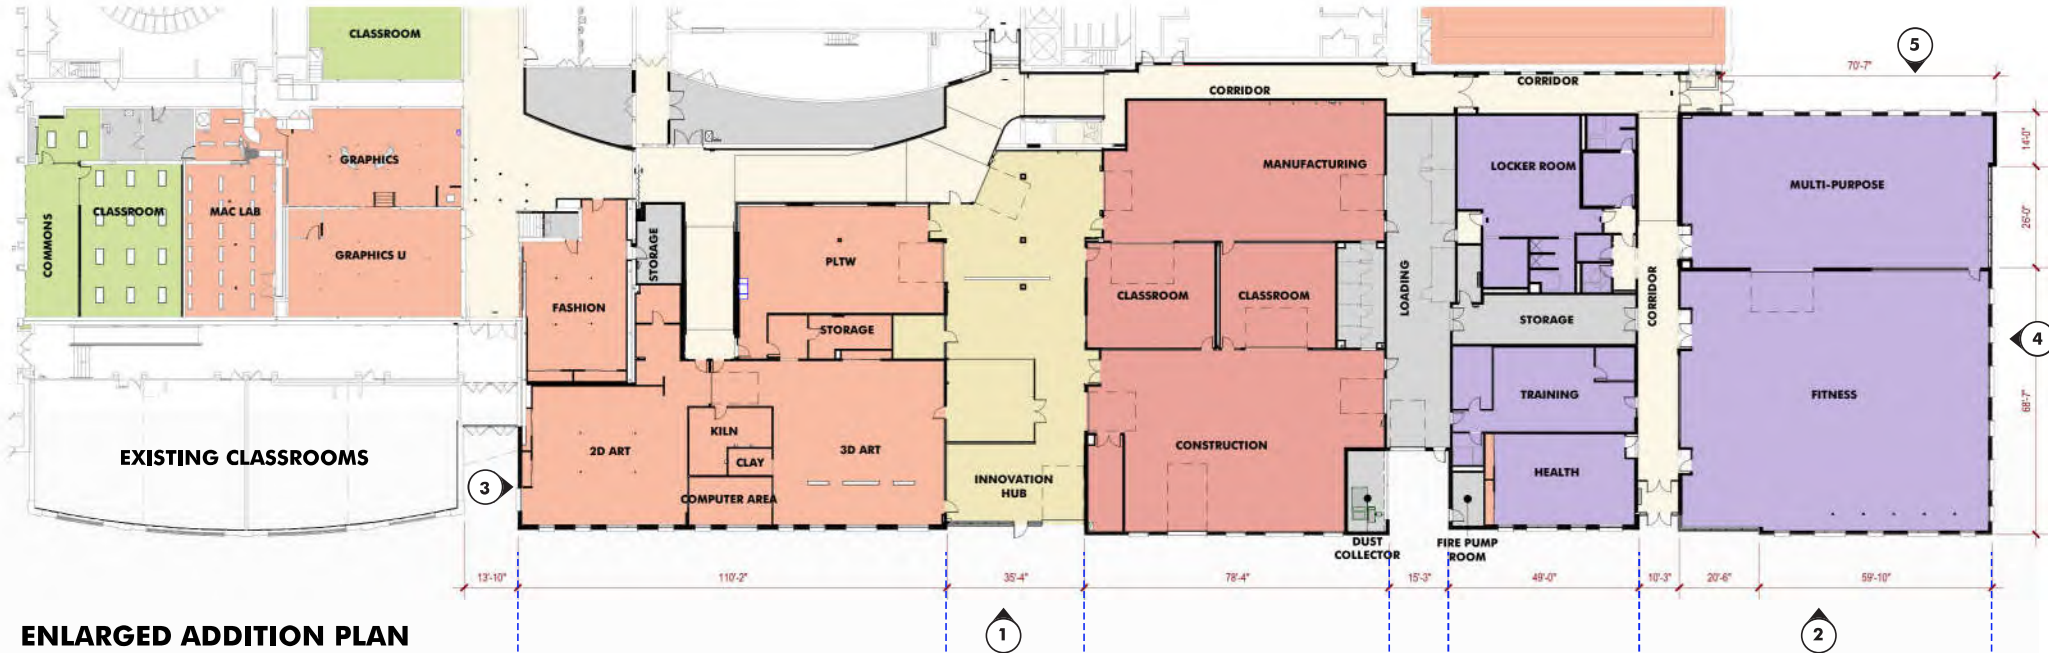 CLASSROOM
5
70'-7"
CORRIDOR
CORRIDOR
GRAPHICS
MANUFACTURING
LOCKER ROOM
MULTI-PURPOSE
14'-0"
COMMONS
CLASSROOM
MAC LAB
GRAPHICS U
STORAGE
PLTW
26'-0"
FASHION
CLASSROOM
CLASSROOM
LOADING
CORRIDOR
STORAGE
STORAGE
4
TRAINING
FITNESS
68'-7"
KILN
2D ART
3D ART
CLAY
CONSTRUCTION
EXISTING CLASSROOMS
HEALTH
3
COMPUTER AREA
INNOVATION
HUB
DUST
COLLECTOR
FIRE PUMP
ROOM
13'-10"
110'-2"
35'-4"
78'-4"
15'-3"
49'-0"
10'-3"
20'-6"
59'-10"
ENLARGED ADDITION PLAN
1
2